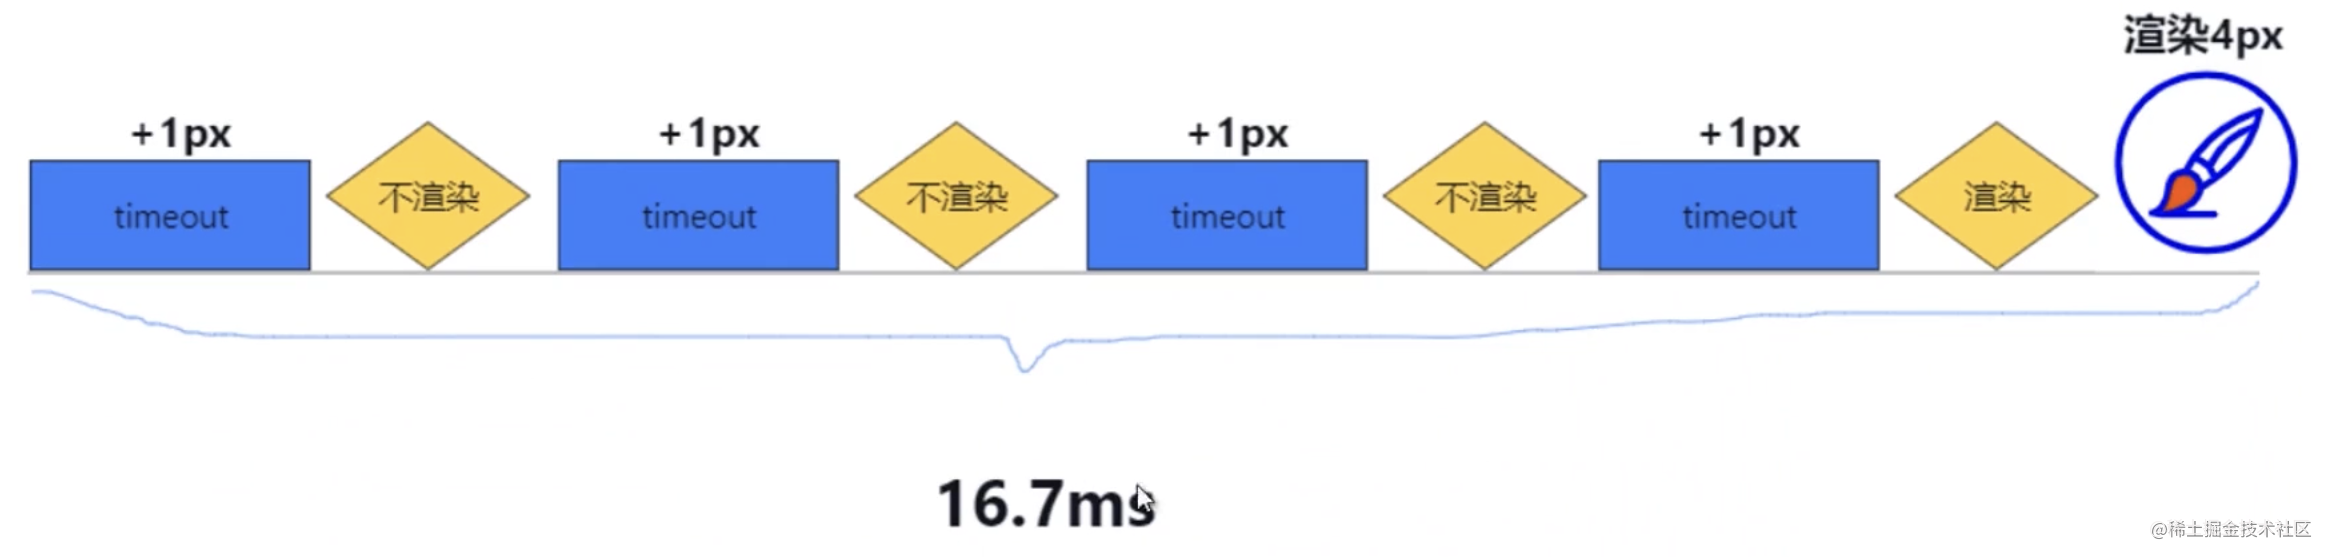 渲染4px
+1px
+1px
+1px
+1px
timeout
不渲染
timeout
不渲染
timeout
不渲染
timeout
渲染
16.7ms
@稀土掘金技术社区